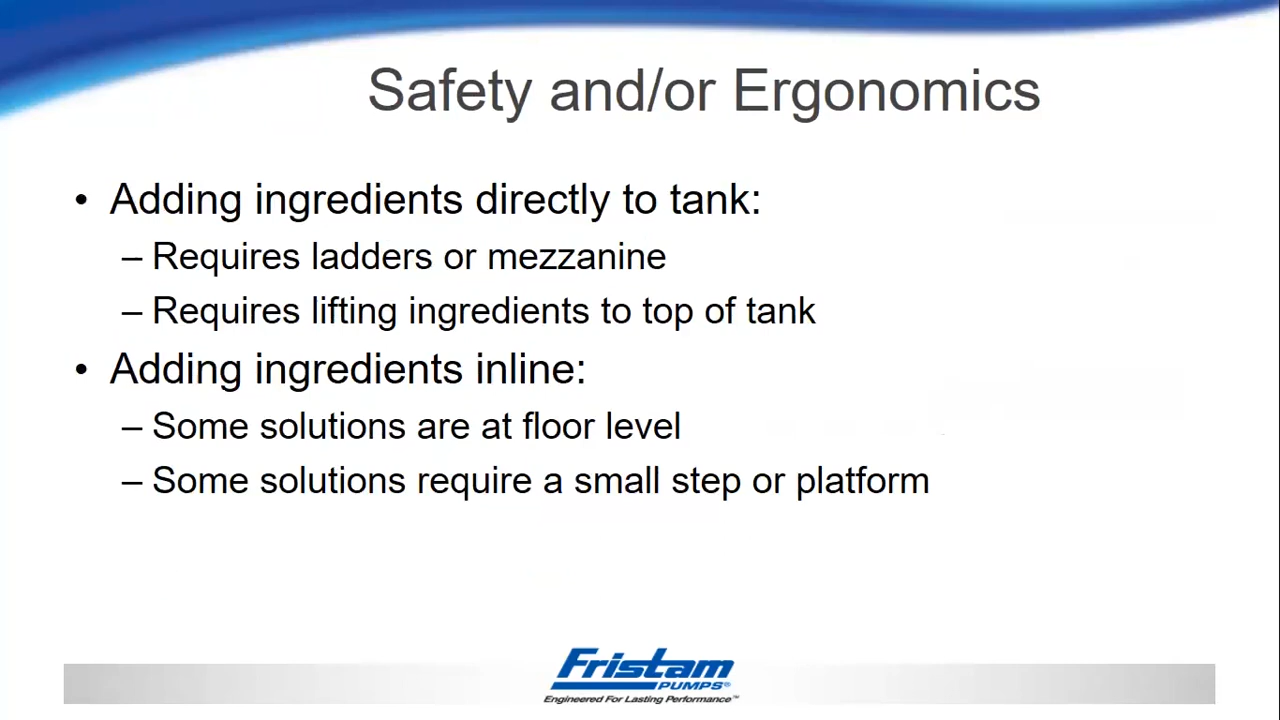 Safety and/or Ergonomics
• Adding ingredients directly to tank:
– Requires ladders or mezzanine
– Requires lifting ingredients to top of tank
• Adding ingredients inline:
– Some solutions are at floor level
– Some solutions require a small step or platform
Fristam
PUMPS®
Engineered For Lasting Performance™